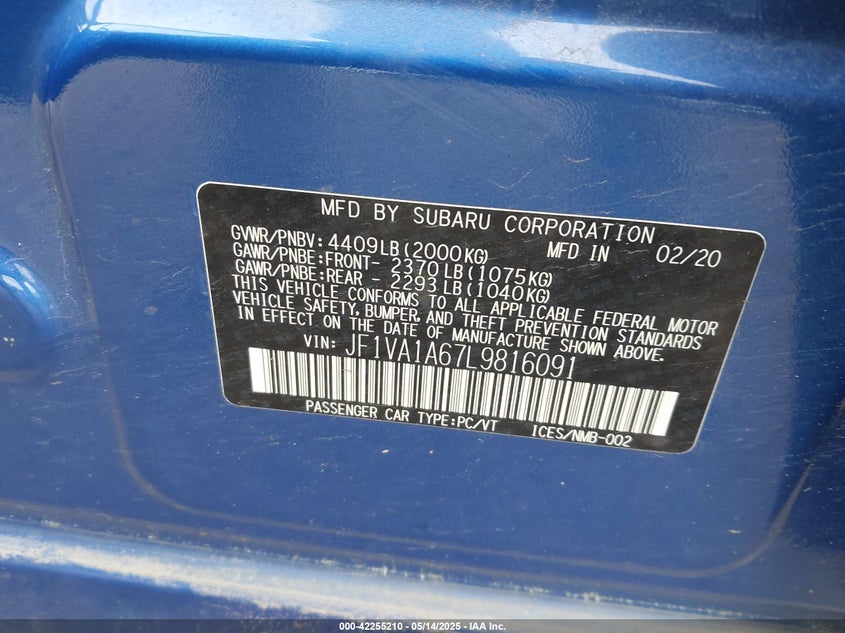 MFD BY SUBARU CORPORATION
GVWR/PNBV: 4409LB(2000KG) MFD IN 02/20
GAWR/PNBE:FRONT- 2370LB(1075KG)
GAWR/PNBE:REAR - 2293LB(1040KG)
THIS VEHICLE CONFORMS TO ALL APPLICABLE FEDERAL MOTOR
VEHICLE SAFETY, BUMPER, AND THEFT PREVENTION STANDARDS
IN EFFECT ON THE DATE OF MANUFACTURE SHOWN ABOVE.
VIN: JF1VA1A67L9816091
PASSENGER CAR TYPE:PC/VT ICES/NMB-002
000-42255210 - 05/14/2025 - IAA Inc.